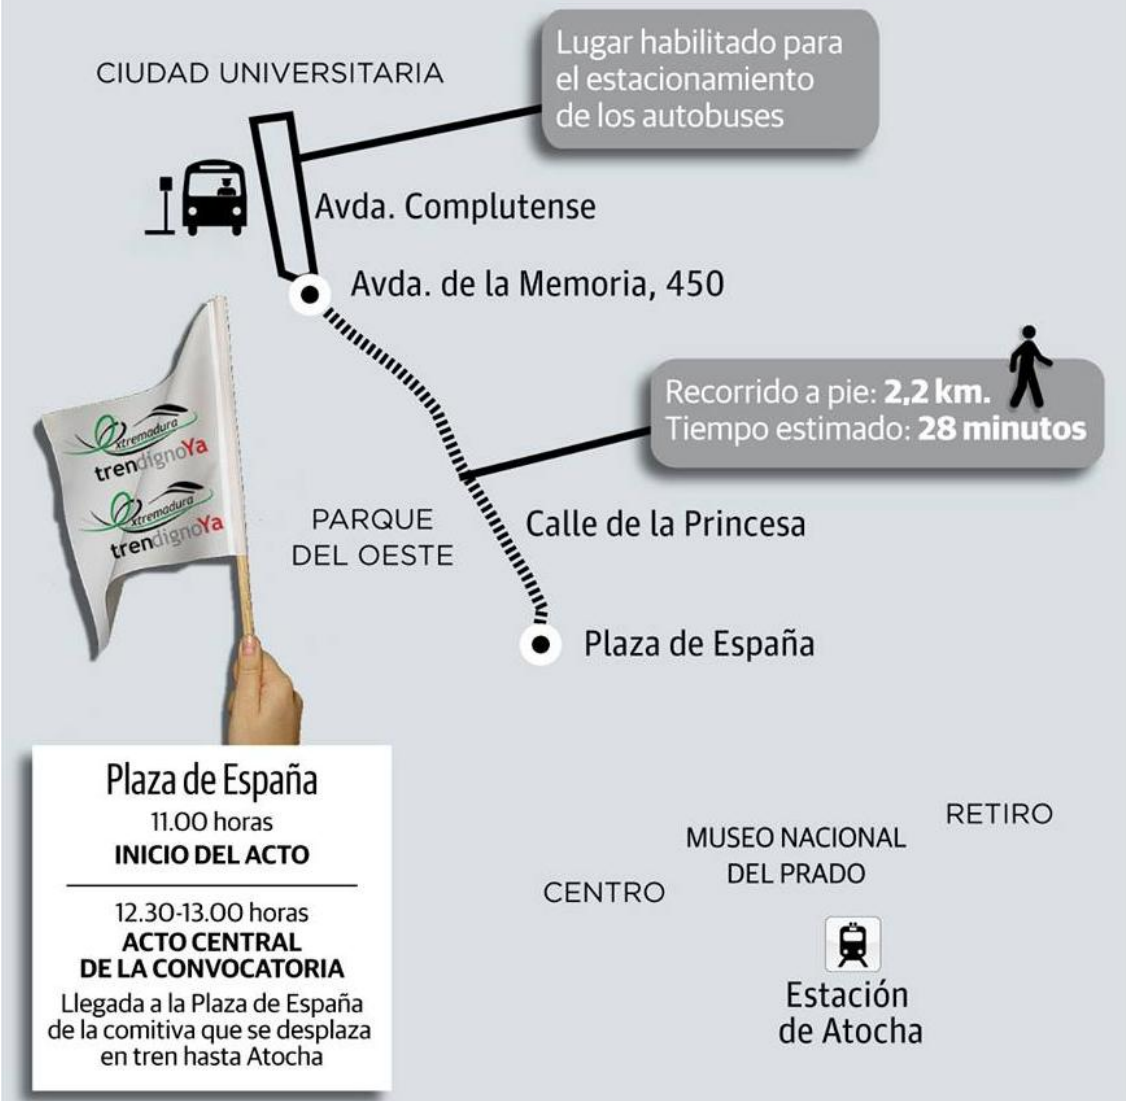 Lugar habilitado para
el estacionamiento
de los autobuses
CIUDAD UNIVERSITARIA
Avda. Complutense
Avda. de la Memoria, 450
Recorrido a pie: 2,2 km.
Tiempo estimado: 28 minutos
extremadura
trendignoYa
extremadura
trendignoYa
PARQUE
DEL OESTE
Calle de la Princesa
Plaza de España
Plaza de España
11.00 horas
INICIO DEL ACTO
12.30-13.00 horas
ACTO CENTRAL
DE LA CONVOCATORIA
Llegada a la Plaza de España
de la comitiva que se desplaza
en tren hasta Atocha
RETIRO
MUSEO NACIONAL
DEL PRADO
CENTRO
Estación
de Atocha